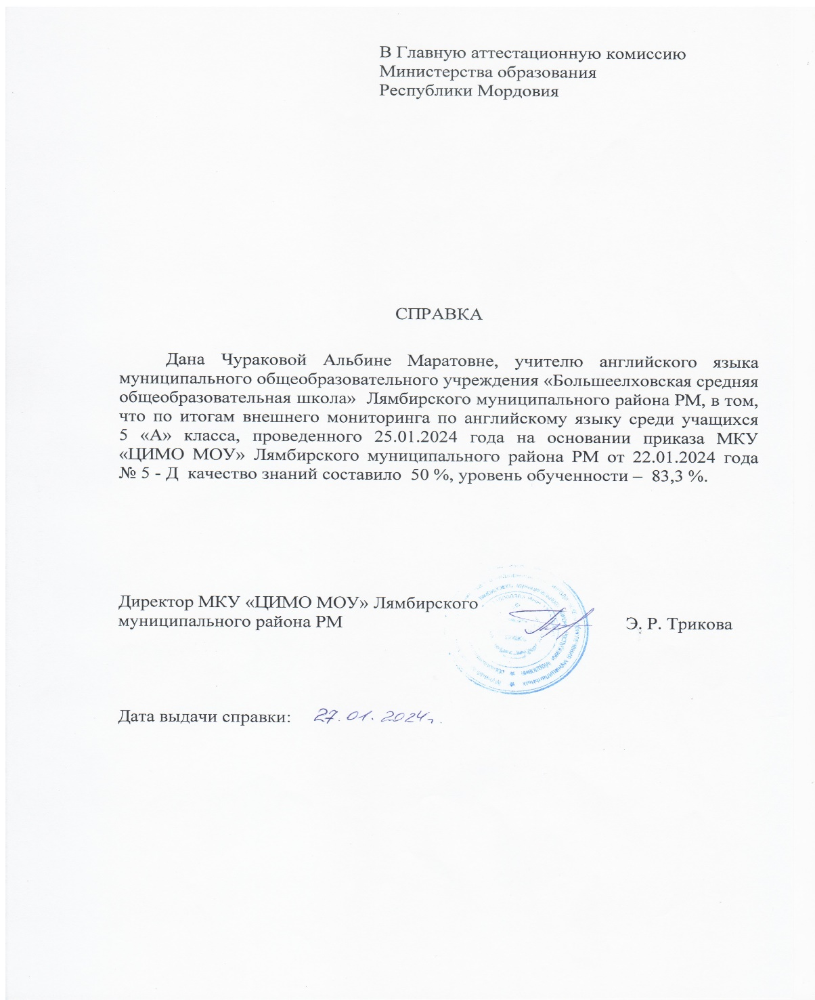 В Главную аттестационную комиссию
Министерства образования
Республики Мордовия
СПРАВКА
Дана Чураковой Альбине Маратовне, учителю английского языка
муниципального общеобразовательного учреждения «Большеелховская средняя
общеобразовательная школа» Лямбирского муниципального района РМ, в том,
что по итогам внешнего мониторинга по английскому языку среди учащихся
5 «А» класса, проведенного 25.01.2024 года на основании приказа МКУ
«ЦИМО МОУ» Лямбирского муниципального района РМ от 22.01.2024 года
№ 5 - Д качество знаний составило 50 %, уровень обученности – 83,3 %.
Директор МКУ «ЦИМО МОУ» Лямбирского
муниципального района РМ
Э. Р. Трикова
Дата выдачи справки: 27.01.2024г.